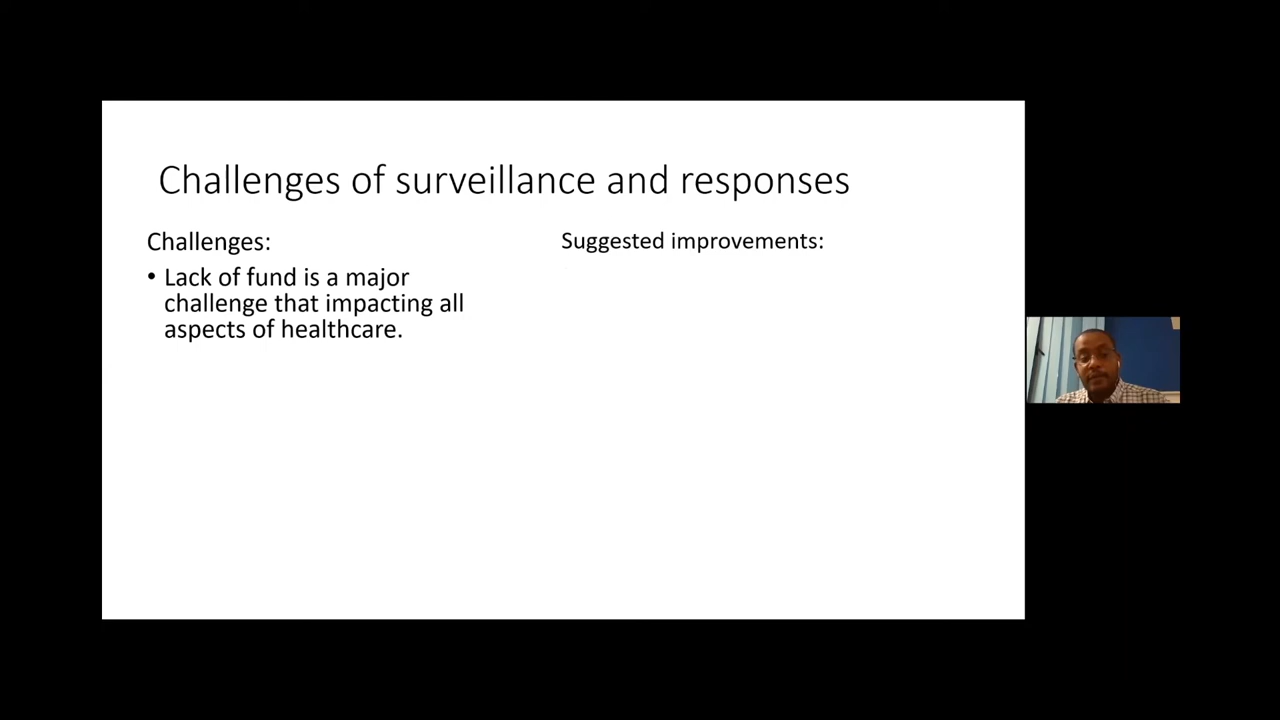 Challenges of surveillance and responses
Challenges:
• Lack of fund is a major
challenge that impacting all
aspects of healthcare.
Suggested improvements: